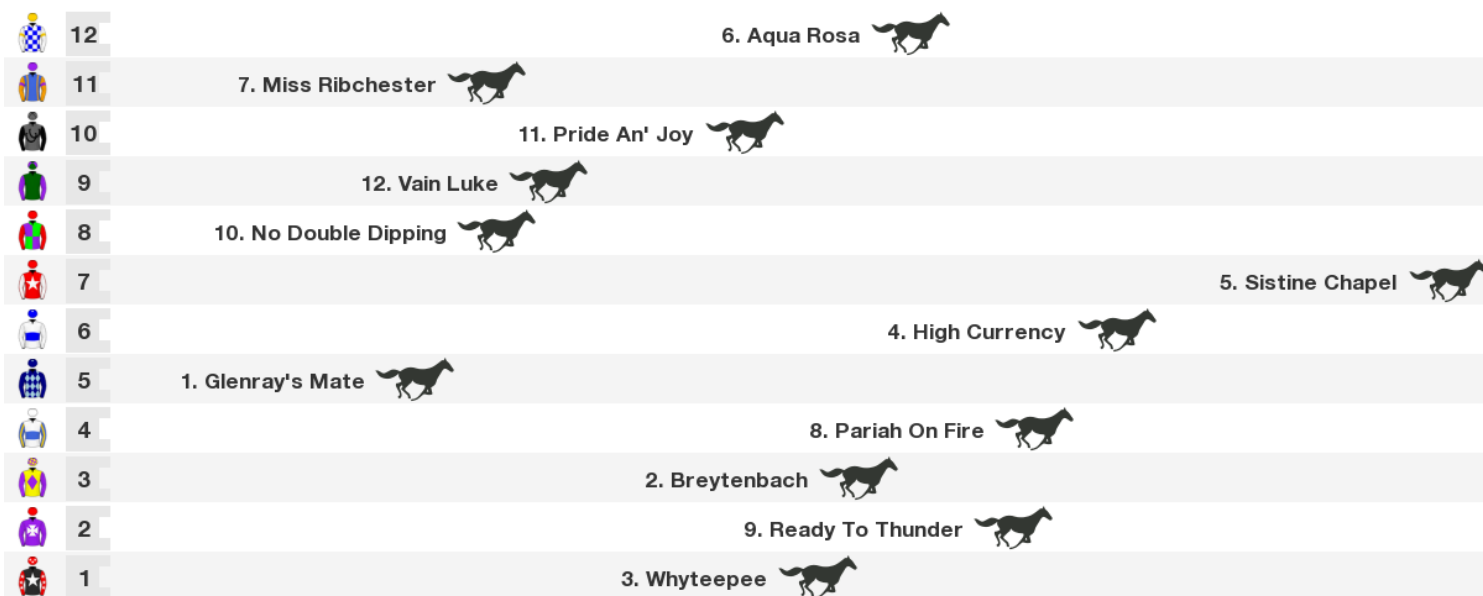 12 6. Aqua Rosa
11 7. Miss Ribchester
10 11. Pride An' Joy
9 12. Vain Luke
8 10. No Double Dipping
7 5. Sistine Chapel
6 4. High Currency
5 1. Glenray's Mate
4 8. Pariah On Fire
3 2. Breytenbach
2 9. Ready To Thunder
1 3. Whyteepee